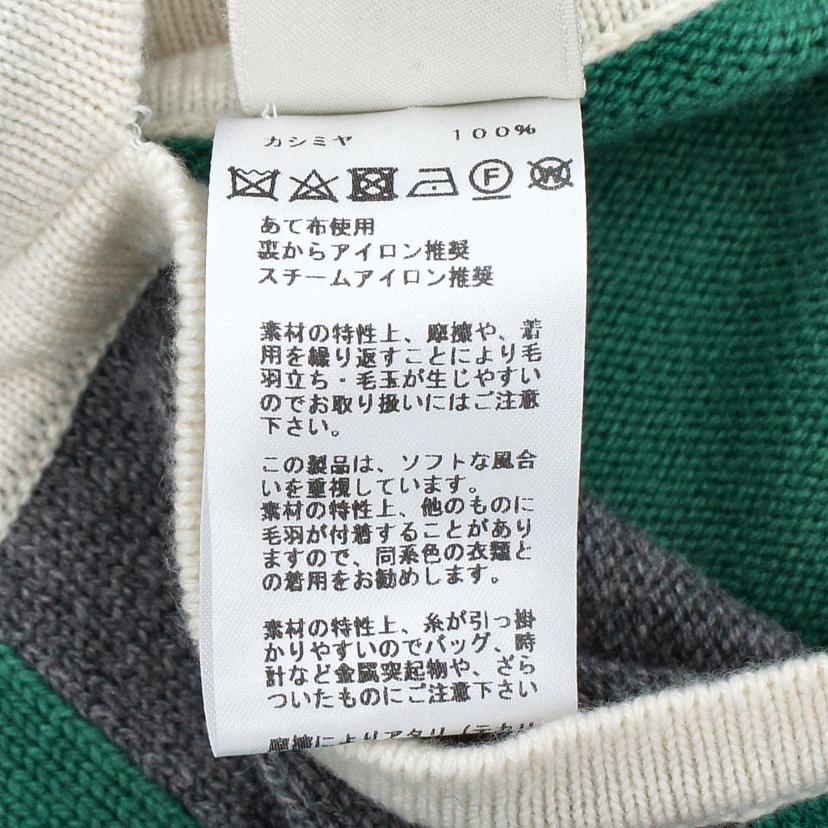 カシミヤ 100%
F W
あて布使用
裏からアイロン推奨
スチームアイロン推奨
素材の特性上、摩擦や、着
用を繰り返すことにより毛
羽立ち・毛玉が生じやすい
のでお取り扱いにはご注意
下さい。
この製品は、ソフトな風合
いを重視しています。
素材の特性上、他のものに
毛羽が付着することがあり
ますので、同系色の衣類と
の着用をお勧めします。
素材の特性上、糸が引っ掛
かりやすいのでバッグ、時
計など金属突起物や、ざら
ついたものにご注意下さい
摩擦によりアタリ